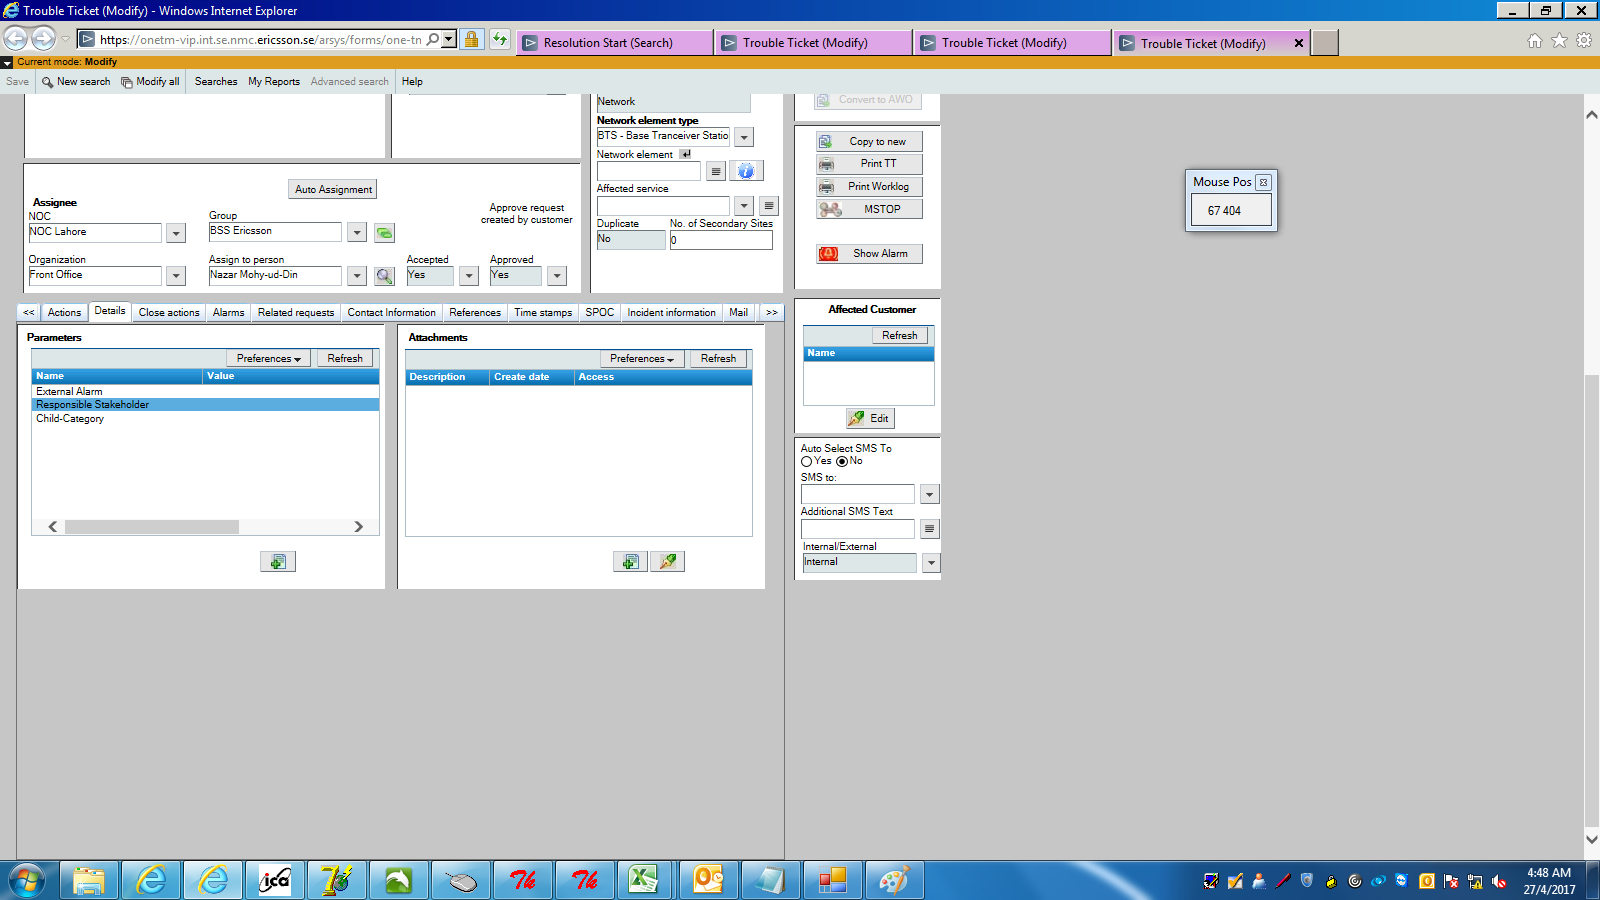 Trouble Ticket (Modify) - Windows Internet Explorer
https://onetm-vip.int.se.nmc.ericsson.se/arsys/forms/one-tn
Resolution Start (Search)
Trouble Ticket (Modify)
Trouble Ticket (Modify)
Trouble Ticket (Modify)
Current mode: Modify
Save New search Modify all Searches My Reports Advanced search Help
Network
Network element type
BTS - Base Tranceiver Statio
Network element
Affected service
Duplicate No. of Secondary Sites
No 0
Auto Assignment
Approve request
created by customer
Assignee
NOC Group
NOC Lahore BSS Ericsson
Organization Assign to person Accepted Approved
Front Office Nazar Mohy-ud-Din Yes Yes
Convert to AWO
Copy to new
Print TT
Print Worklog
MSTOP
Show Alarm
Mouse Pos
67 404
<< Actions Details Close actions Alarms Related requests Contact Information References Time stamps SPOC Incident information Mail >>
Parameters
Preferences Refresh
Name Value
External Alarm
Responsible Stakeholder
Child-Category
Attachments
Preferences Refresh
Description Create date Access
Affected Customer
Refresh
Name
Edit
Auto Select SMS To
Yes No
SMS to:
Additional SMS Text
Internal/External
Internal
ica
7
Th
Th
4:48 AM
27/4/2017